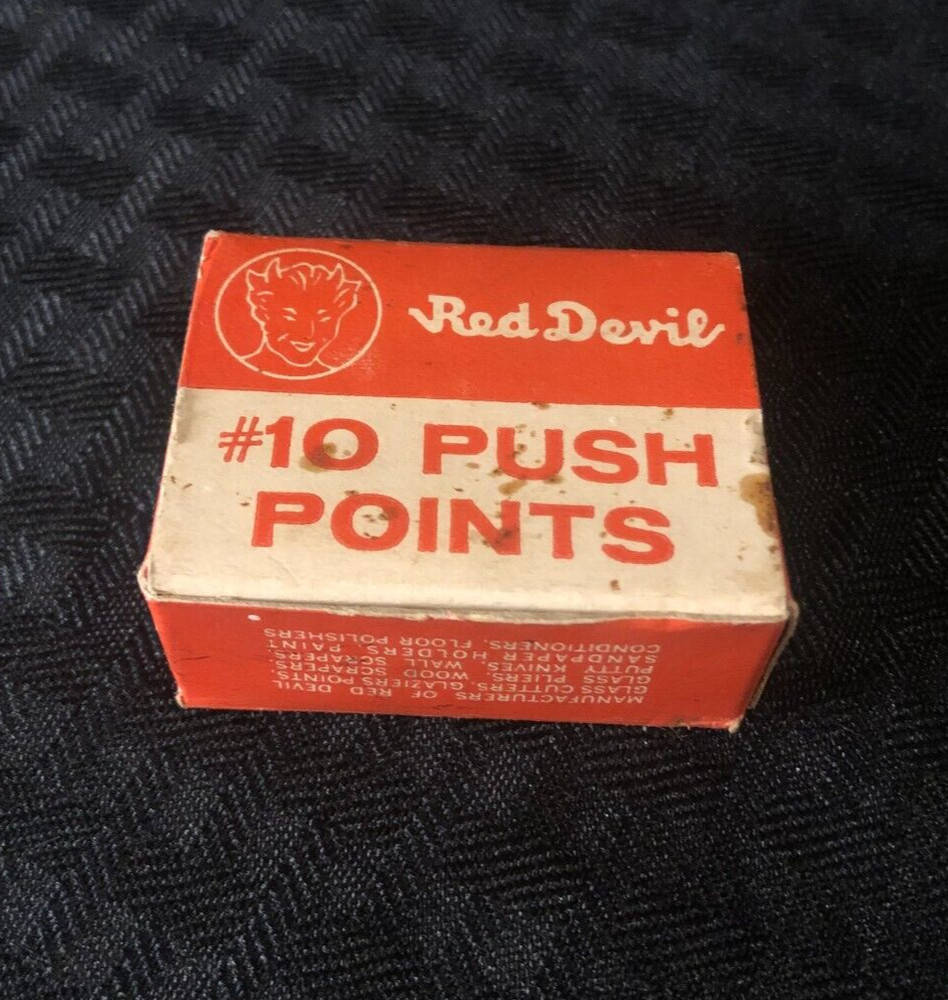 Red Devil
#10 PUSH
POINTS
MANUFACTURERS OF RED DEVIL
GLASS CUTTERS, GLAZIERS POINTS,
GLASS PLIERS, WOOD SCRAPERS,
PUTTY KNIVES, WALL SCRAPERS,
SANDPAPER HOLDERS, PAINT
CONDITIONERS, FLOOR POLISHERS